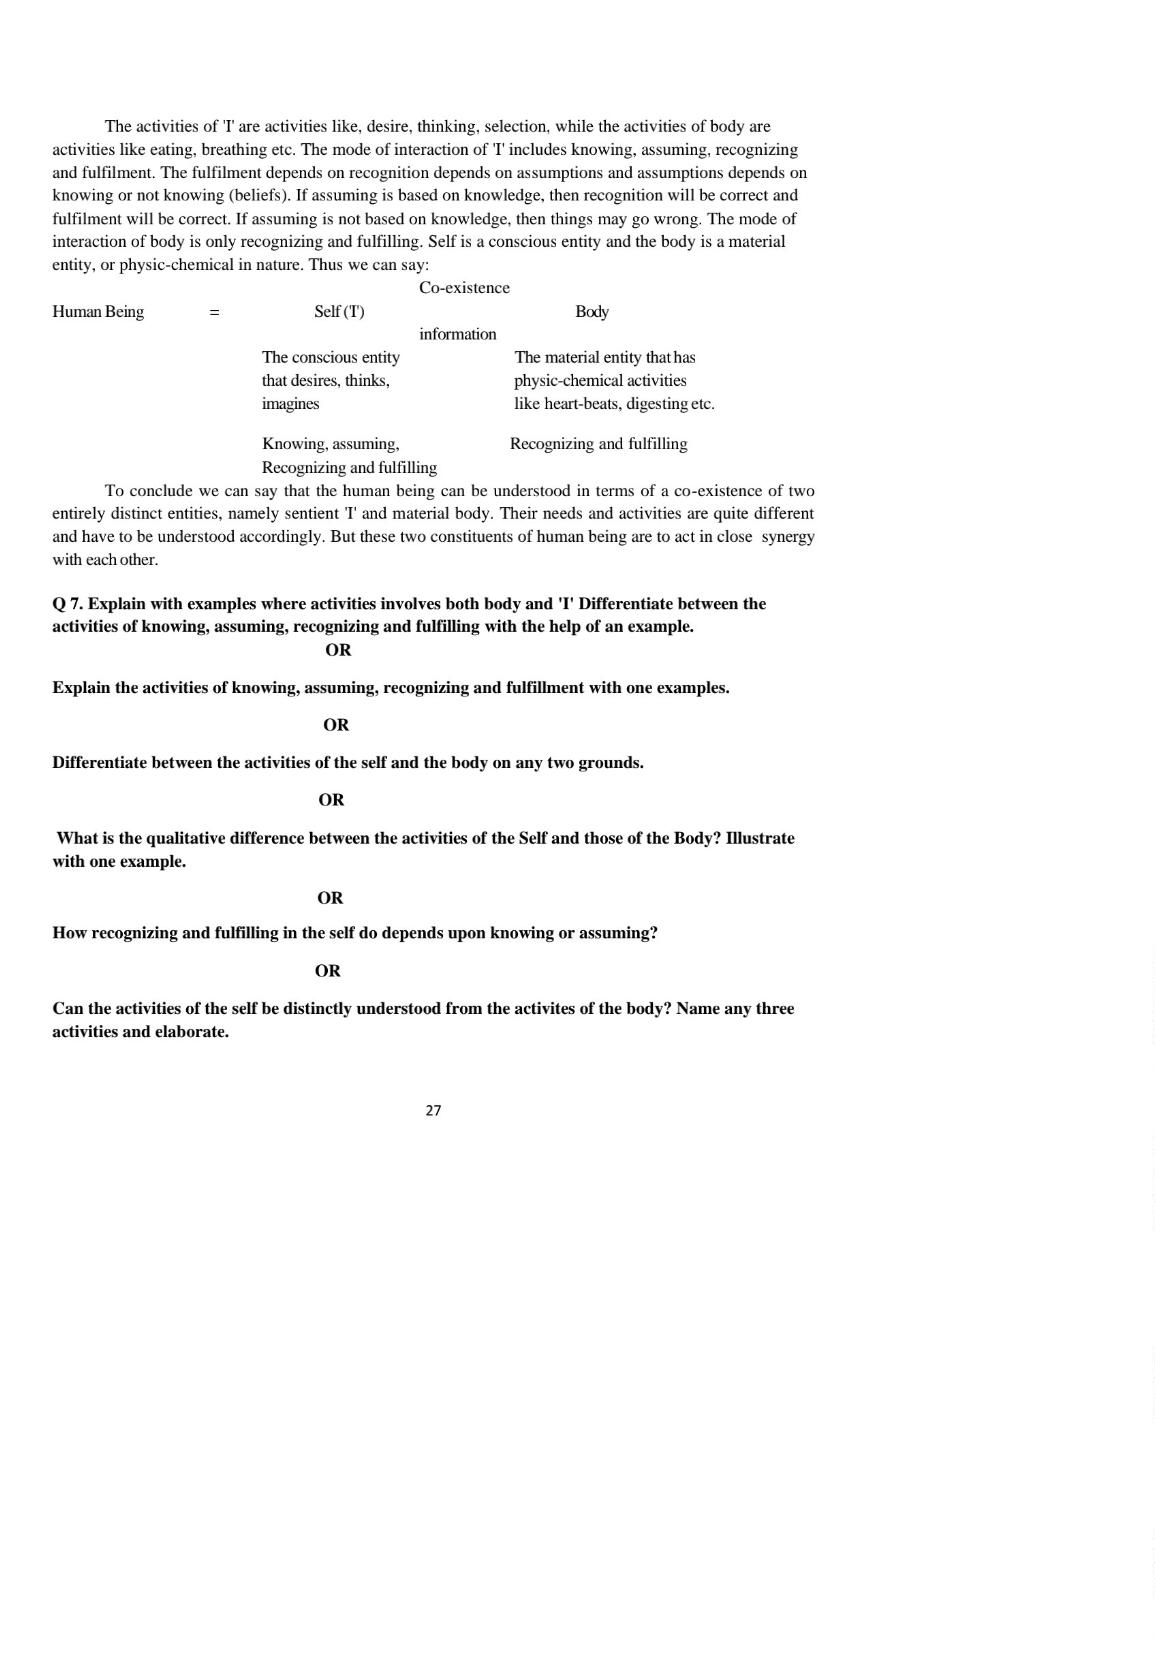 The activities of 'I' are activities like, desire, thinking, selection, while the activities of body are
activities like eating, breathing etc. The mode of interaction of 'I' includes knowing, assuming, recognizing
and fulfilment. The fulfilment depends on recognition depends on assumptions and assumptions depends on
knowing or not knowing (beliefs). If assuming is based on knowledge, then recognition will be correct and
fulfilment will be correct. If assuming is not based on knowledge, then things may go wrong. The mode of
interaction of body is only recognizing and fulfilling. Self is a conscious entity and the body is a material
entity, or physic-chemical in nature. Thus we can say:
Co-existence
Human Being = Self ('I') Body
information
The conscious entity The material entity that has
that desires, thinks, physic-chemical activities
imagines like heart-beats, digesting etc.
Knowing, assuming, Recognizing and fulfilling
Recognizing and fulfilling
To conclude we can say that the human being can be understood in terms of a co-existence of two
entirely distinct entities, namely sentient 'I' and material body. Their needs and activities are quite different
and have to be understood accordingly. But these two constituents of human being are to act in close synergy
with each other.
Q 7. Explain with examples where activities involves both body and 'I' Differentiate between the
activities of knowing, assuming, recognizing and fulfilling with the help of an example.
OR
Explain the activities of knowing, assuming, recognizing and fulfillment with one examples.
OR
Differentiate between the activities of the self and the body on any two grounds.
OR
What is the qualitative difference between the activities of the Self and those of the Body? Illustrate
with one example.
OR
How recognizing and fulfilling in the self do depends upon knowing or assuming?
OR
Can the activities of the self be distinctly understood from the activites of the body? Name any three
activities and elaborate.
27